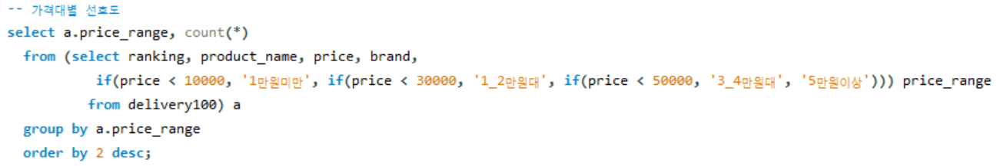 -- 가격대별 선호도
select a.price_range, count(*)
from (select ranking, product_name, price, brand,
if(price < 10000, '1만원미만', if(price < 30000, '1_2만원대', if(price < 50000, '3_4만원대', '5만원이상'))) price_range
from delivery100) a
group by a.price_range
order by 2 desc;